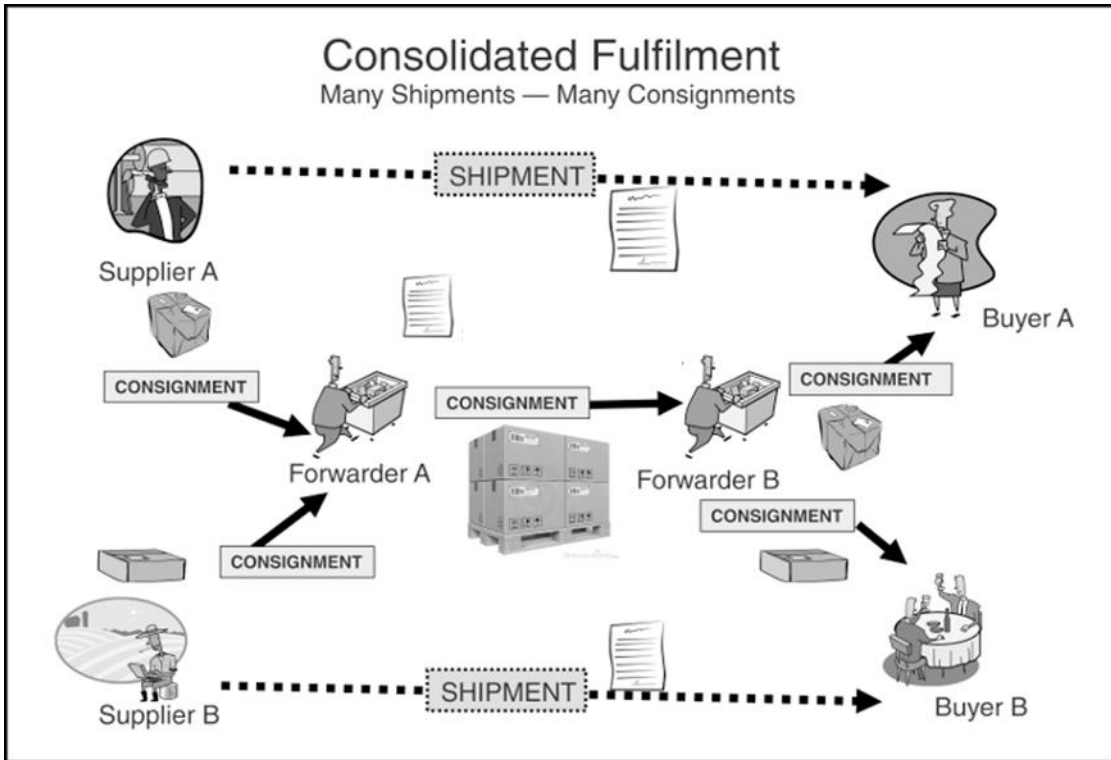 Consolidated Fulfilment
Many Shipments — Many Consignments
SHIPMENT
Supplier A
Buyer A
CONSIGNMENT
CONSIGNMENT
CONSIGNMENT
Forwarder A
Forwarder B
CONSIGNMENT
CONSIGNMENT
Supplier B
SHIPMENT
Buyer B